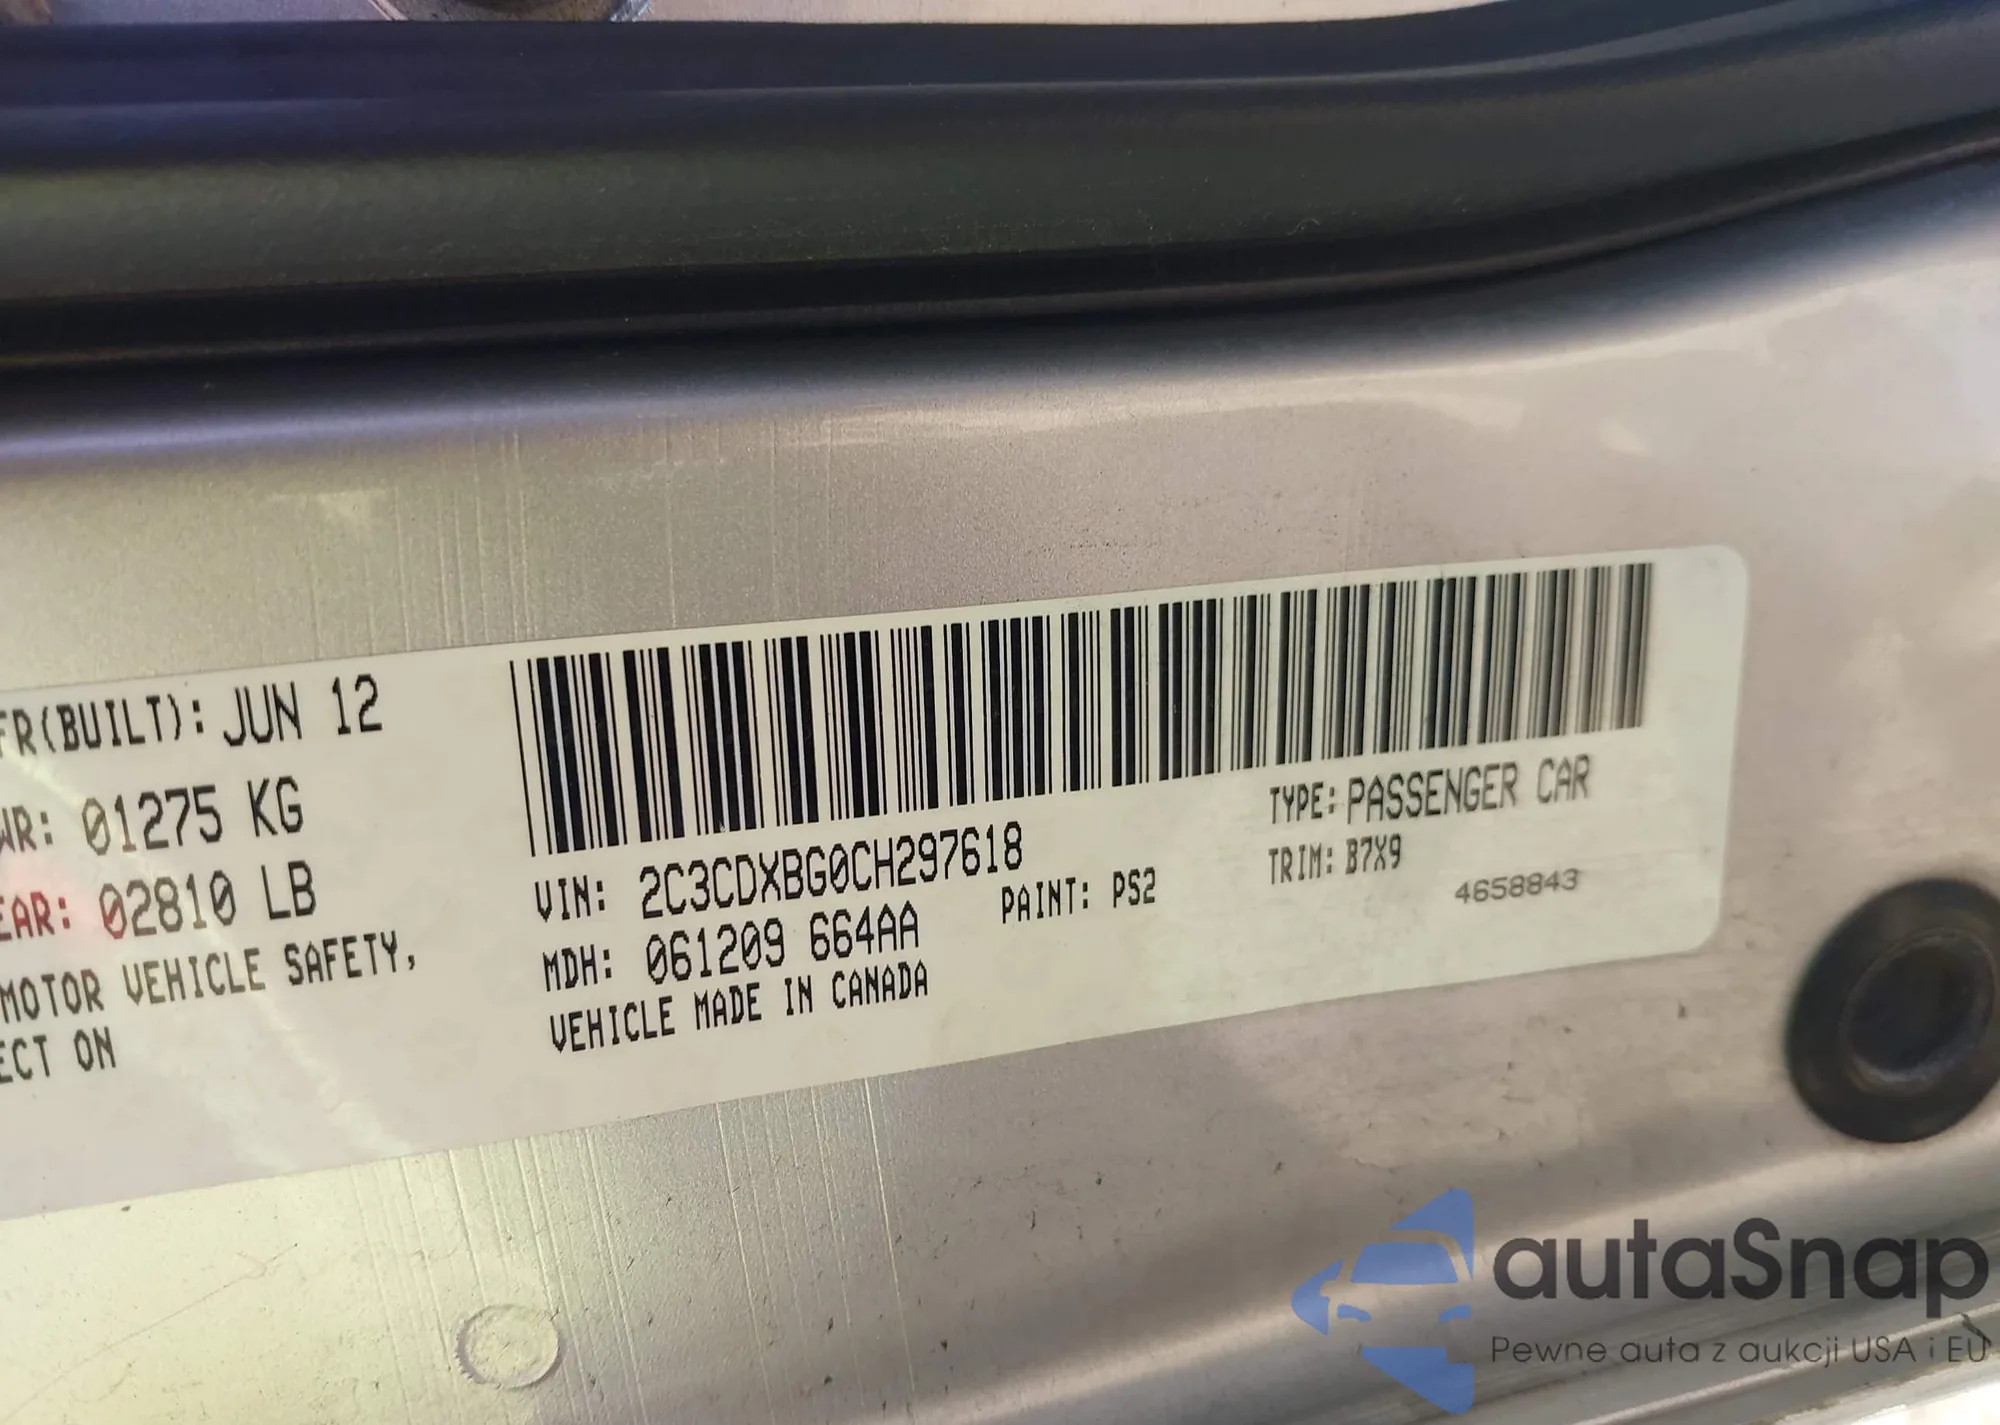 FR(BUILT): JUN 12
WR: 01275 KG
EAR: 02810 LB
MOTOR VEHICLE SAFETY,
ECT ON
VIN: 2C3CDXBG0CH297618
MDH: 061209 664AA
VEHICLE MADE IN CANADA
PAINT: PS2
TYPE: PASSENGER CAR
TRIM: B7X9
4658843
autaSnap
Pewne auta z aukcji USA i EU